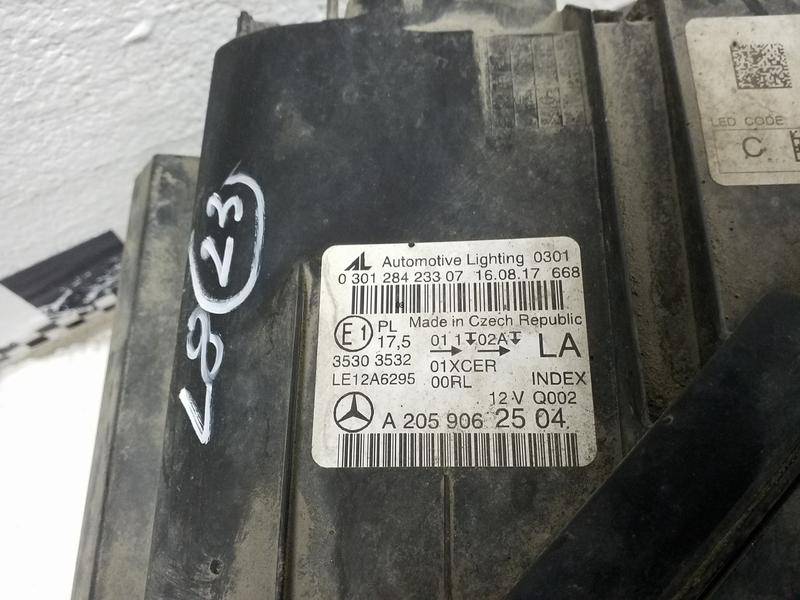 LED CODE
C
23
L8
Automotive Lighting 0301
0 301 284 233 07 16.08.17 668
E1 PL Made in Czech Republic
17,5 01 1 02A LA
3530 3532 01XCER
LE12A6295 00RL INDEX
12V Q002
A 205 906 25 04